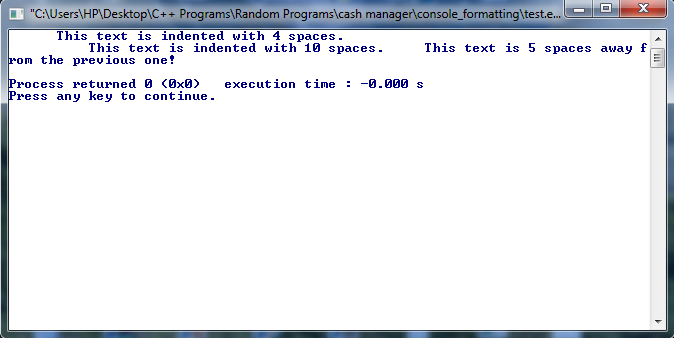 "C:\Users\HP\Desktop\C++ Programs\Random Programs\cash manager\console_formatting\test.e...
      This text is indented with 4 spaces.
          This text is indented with 10 spaces.     This text is 5 spaces away f
rom the previous one!
Process returned 0 (0x0)   execution time : -0.000 s
Press any key to continue.